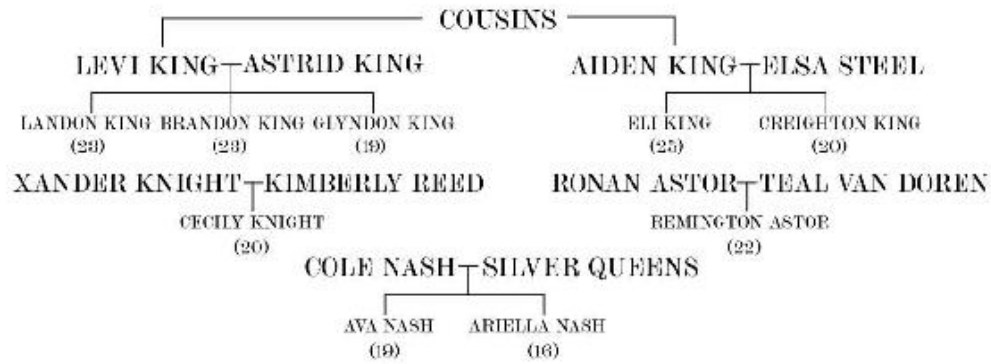 COUSINS
LEVI KING ASTRID KING AIDEN KING ELSA STEEL
LANDON KING BRANDON KING GLYNDON KING ELI KING CREIGHTON KING
(23) (23) (19) (25) (20)
XANDER KNIGHT KIMBERLY REED RONAN ASTOR TEAL VAN DOREN
CECILY KNIGHT REMINGTON ASTOR
(20) (22)
COLE NASH SILVER QUEENS
AVA NASH ARIELLA NASH
(19) (16)